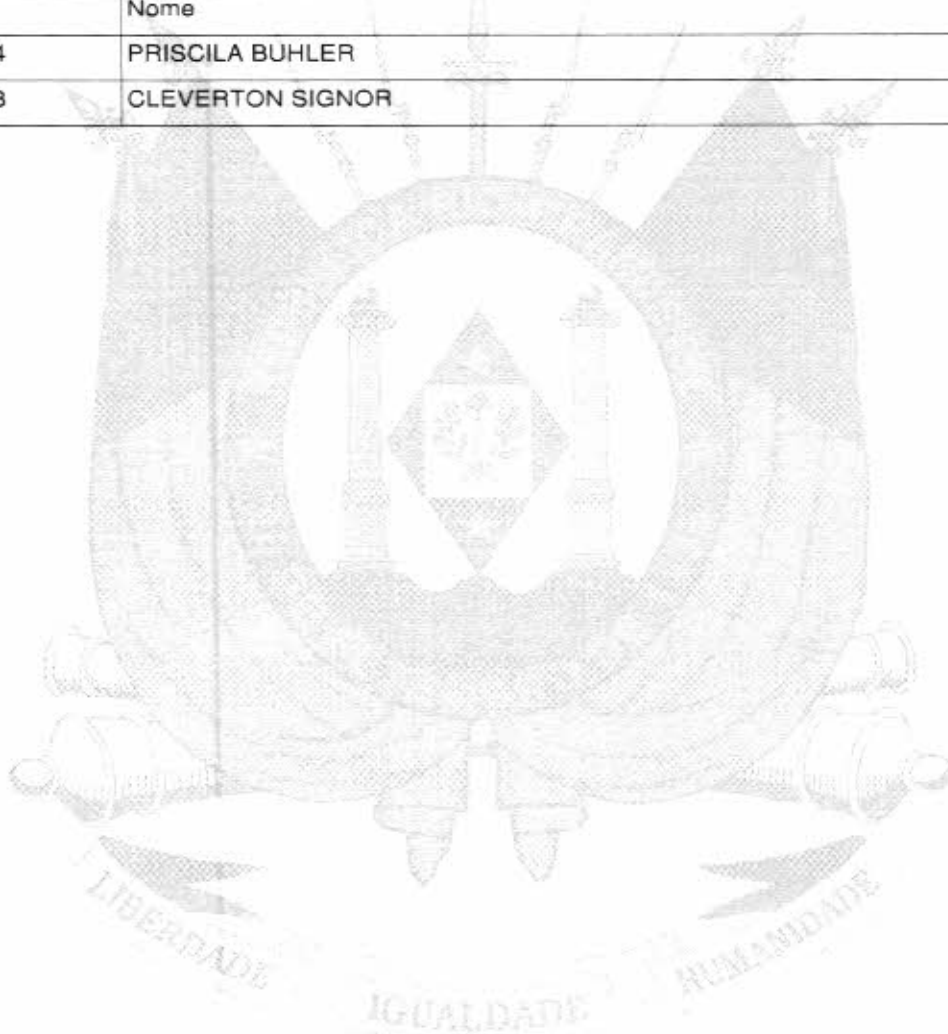 Nome
4 PRISCILA BUHLER
3 CLEVERTON SIGNOR
LIBERDADE
IGUALDADE
HUMANIDADE